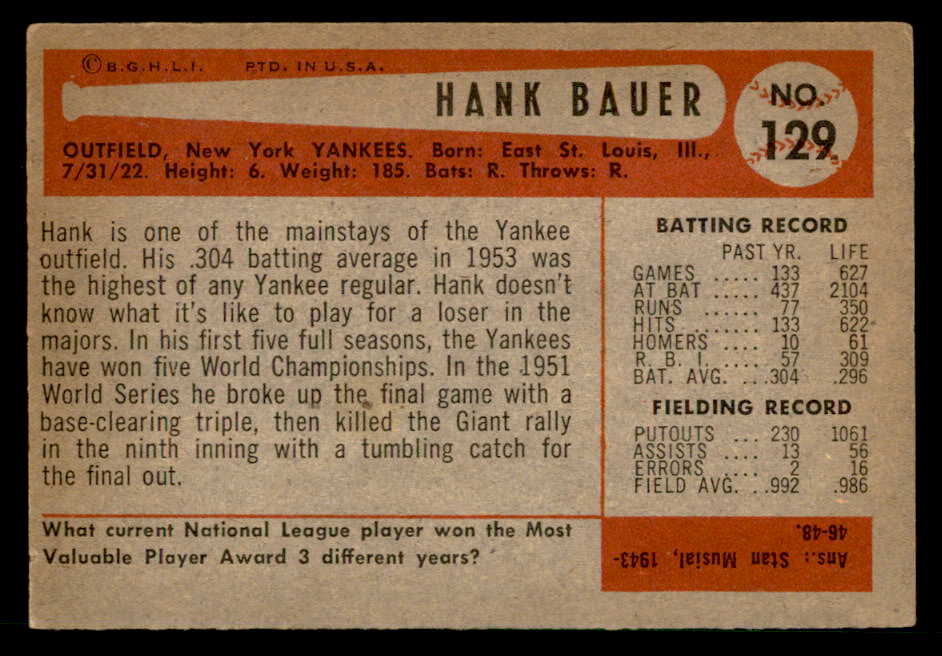 © B.G.H.L.I. PTD. IN U.S.A.
HANK BAUER
NO.
129
OUTFIELD, New York YANKEES. Born: East St. Louis, Ill.,
7/31/22. Height: 6. Weight: 185. Bats: R. Throws: R.
Hank is one of the mainstays of the Yankee
outfield. His .304 batting average in 1953 was
the highest of any Yankee regular. Hank doesn't
know what it's like to play for a loser in the
majors. In his first five full seasons, the Yankees
have won five World Championships. In the 1951
World Series he broke up the final game with a
base-clearing triple, then killed the Giant rally
in the ninth inning with a tumbling catch for
the final out.
BATTING RECORD
PAST YR. LIFE
GAMES ..... 133 627
AT BAT ..... 437 2104
RUNS ..... 77 350
HITS ....... 133 622
HOMERS .... 10 61
R. B. I. .... 57 309
BAT. AVG. ...304 .296
FIELDING RECORD
PUTOUTS ... 230 1061
ASSISTS .... 13 56
ERRORS .... 2 16
FIELD AVG. ..992 .986
What current National League player won the Most
Valuable Player Award 3 different years?
Ans.: Stan Musial, 1943-
46-48.